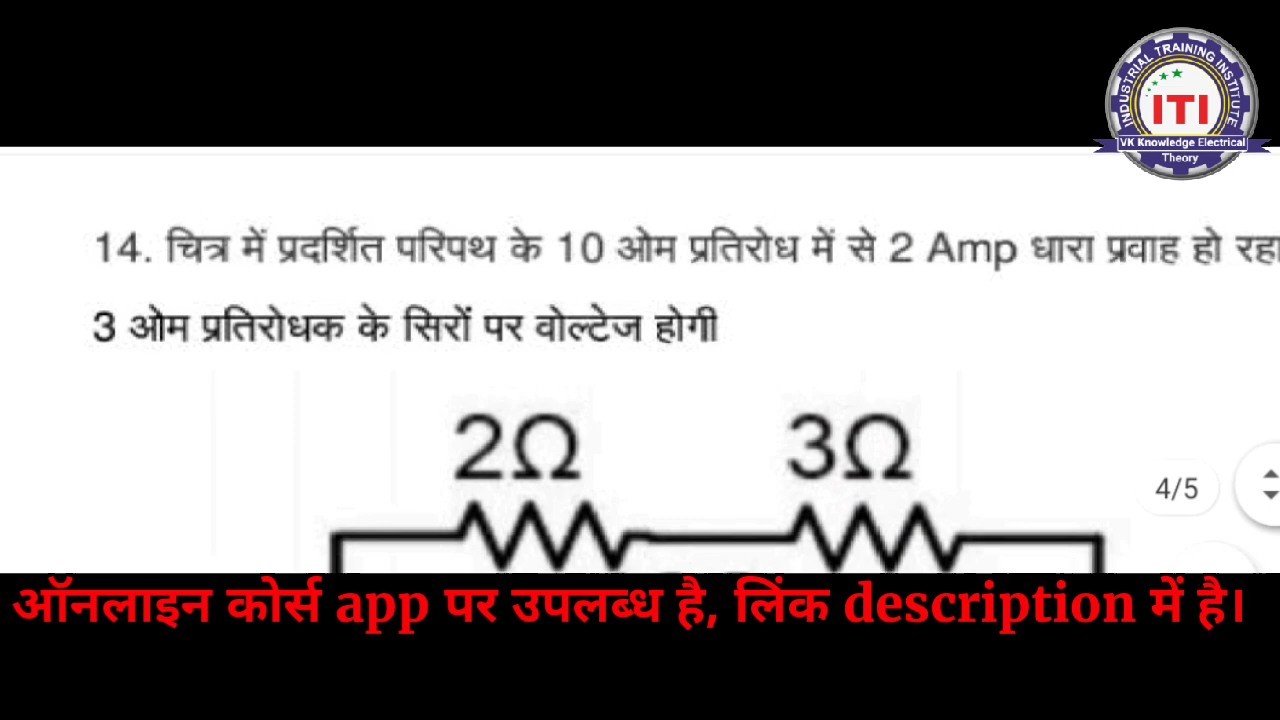 INDUSTRIAL TRAINING INSTITUTE
ITI
VK Knowledge Electrical
Theory
14. चित्र में प्रदर्शित परिपथ के 10 ओम प्रतिरोध में से 2 Amp धारा प्रवाह हो रहा
3 ओम प्रतिरोधक के सिरों पर वोल्टेज होगी
2Ω 3Ω
4/5
ऑनलाइन कोर्स app पर उपलब्ध है, लिंक description में है।